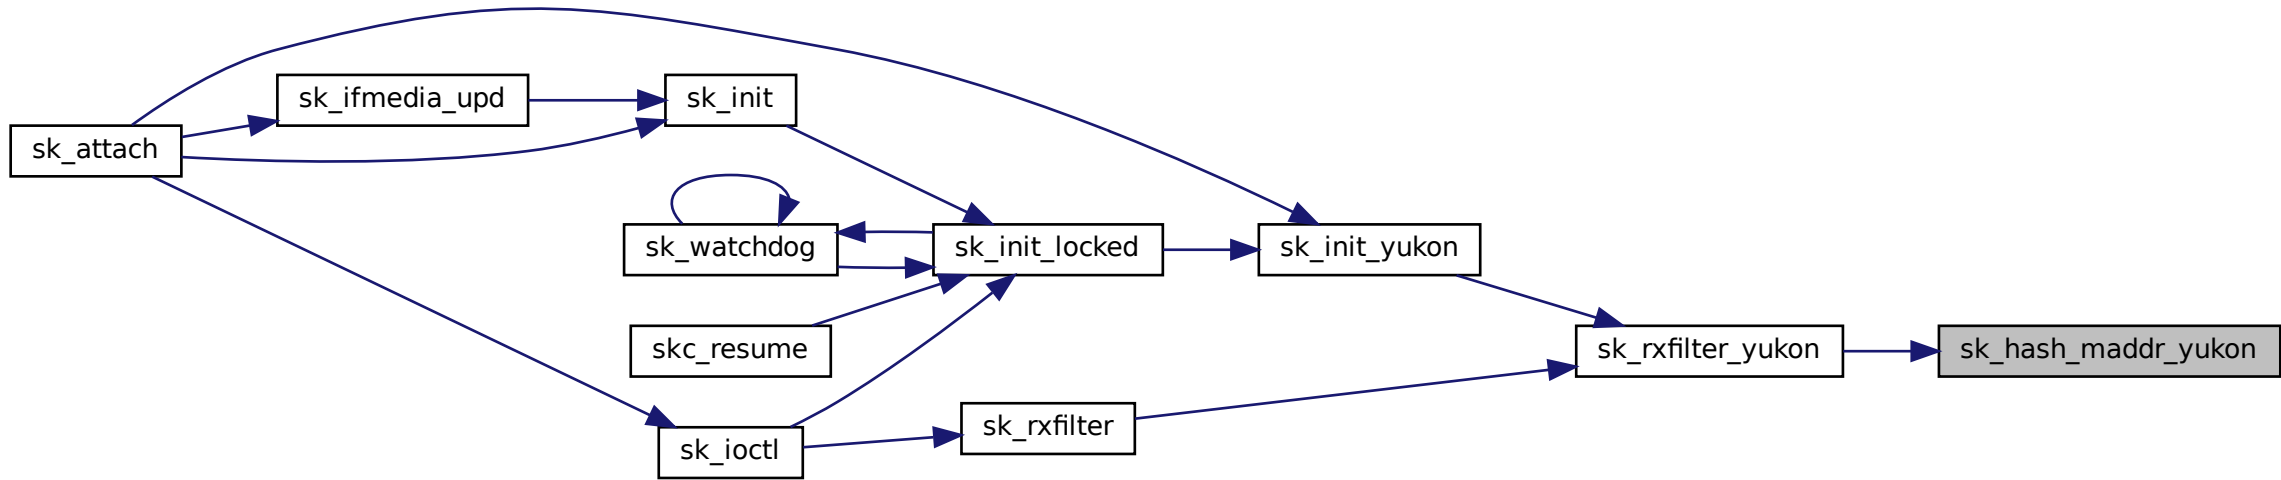 sk_ifmedia_upd
sk_init
sk_attach
sk_watchdog
sk_init_locked
sk_init_yukon
skc_resume
sk_rxfilter_yukon
sk_hash_maddr_yukon
sk_rxfilter
sk_ioctl